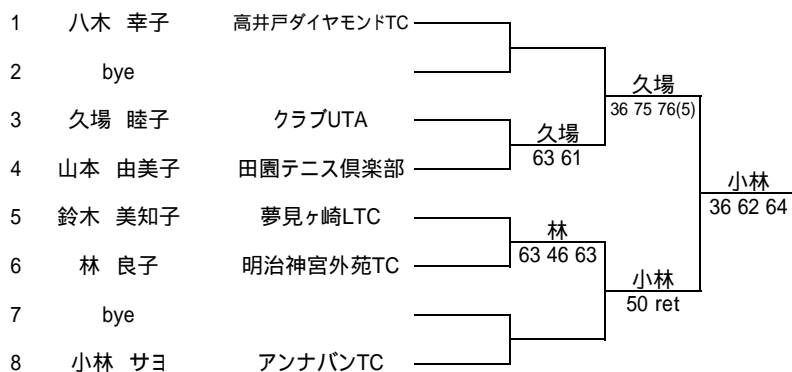 1 八木 幸子 高井戸ダイヤモンドTC
2 bye
久場
36 75 76(5)
3 久場 睦子 クラブUTA
久場
63 61
4 山本 由美子 田園テニス倶楽部
小林
36 62 64
5 鈴木 美知子 夢見ヶ崎LTC
林
63 46 63
6 林 良子 明治神宮外苑TC
小林
50 ret
7 bye
8 小林 サヨ アンナバンTC